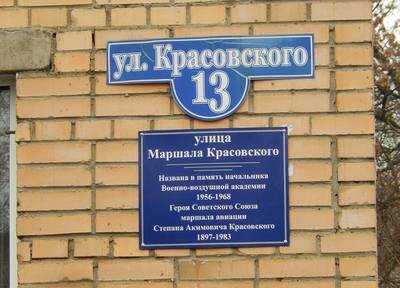 ул. Красовского
13
улица
Маршала Красовского
Названа в память начальника
Военно-воздушной академии
1956-1968
Героя Советского Союза
маршала авиации
Степана Акимовича Красовского
1897-1983